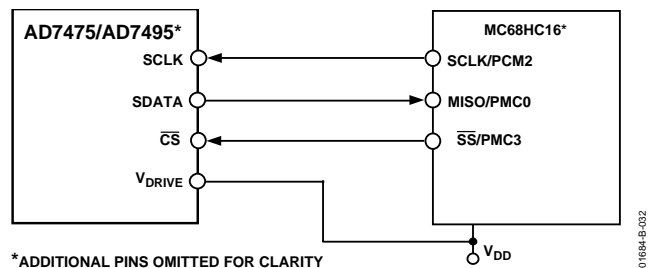 AD7475/AD7495*
MC68HC16*
SCLK
SCLK/PCM2
SDATA
MISO/PMC0
CS
SS/PMC3
VDRIVE
VDD
*ADDITIONAL PINS OMITTED FOR CLARITY
01684-B-032